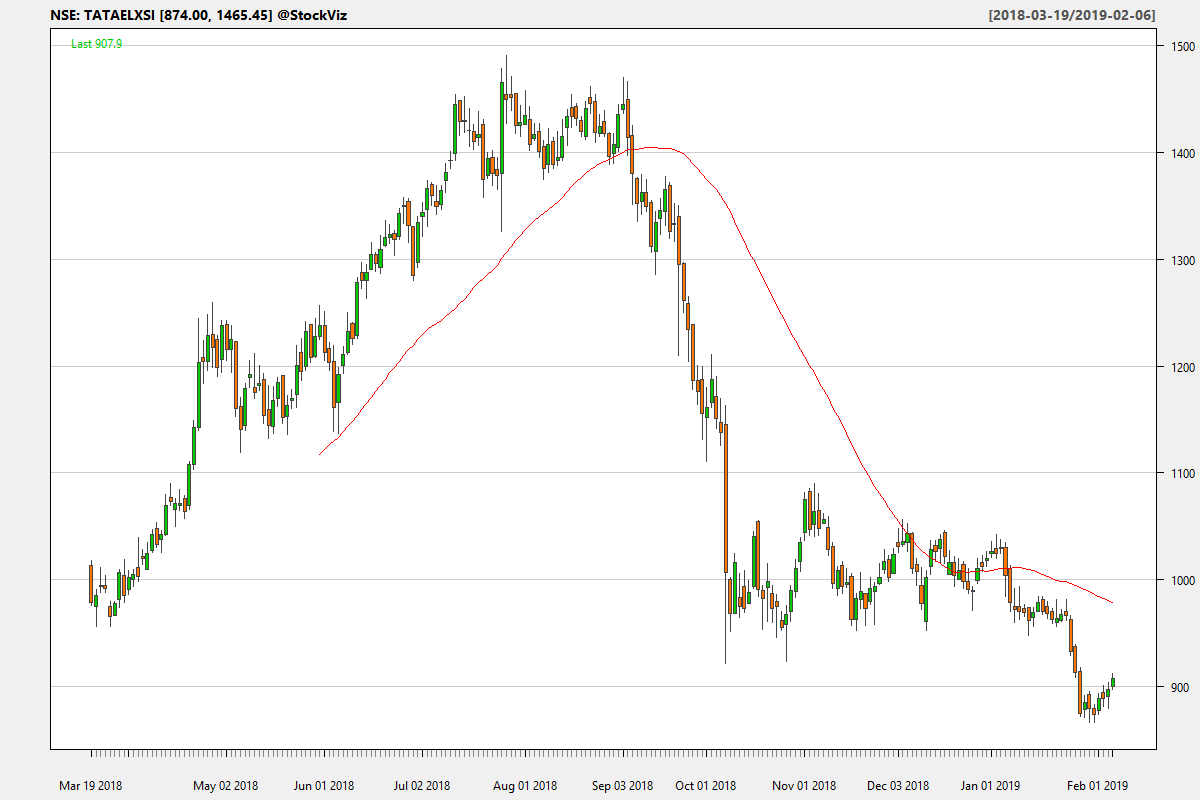 NSE: TATAELXSI [874.00, 1465.45] @StockViz
[2018-03-19/2019-02-06]
Last 907.9
1500
1400
1300
1200
1100
1000
900
Mar 19 2018 May 02 2018 Jun 01 2018 Jul 02 2018 Aug 01 2018 Sep 03 2018 Oct 01 2018 Nov 01 2018 Dec 03 2018 Jan 01 2019 Feb 01 2019